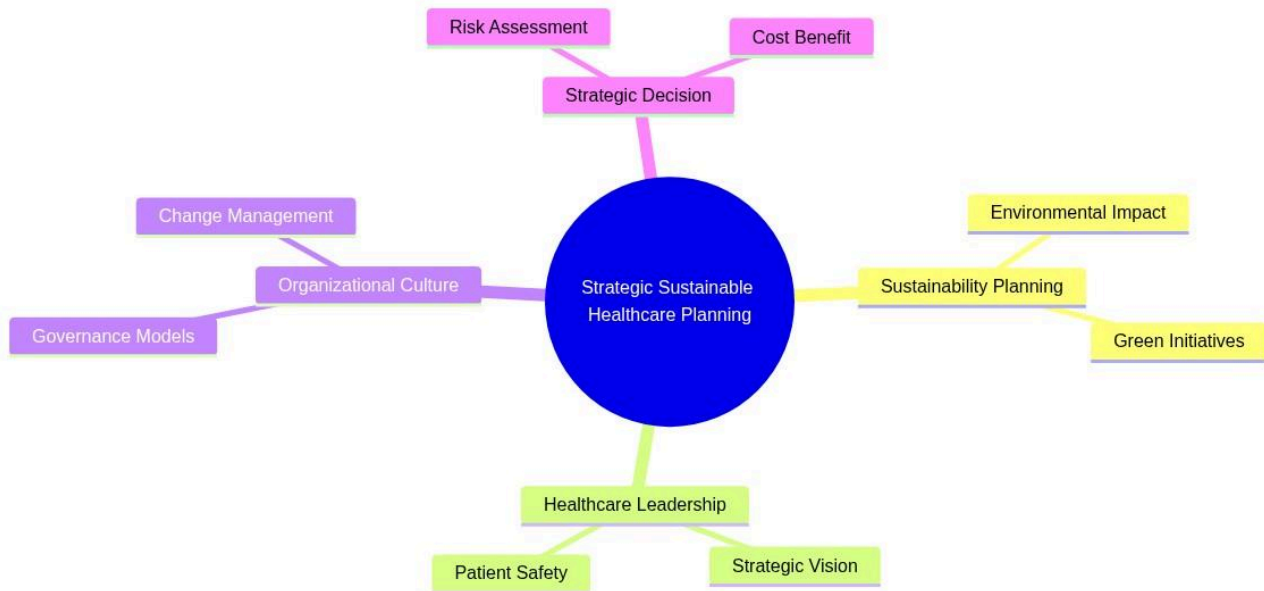 Risk Assessment
Cost Benefit
Strategic Decision
Change Management
Environmental Impact
Organizational Culture
Strategic Sustainable
Healthcare Planning
Sustainability Planning
Governance Models
Green Initiatives
Healthcare Leadership
Patient Safety
Strategic Vision